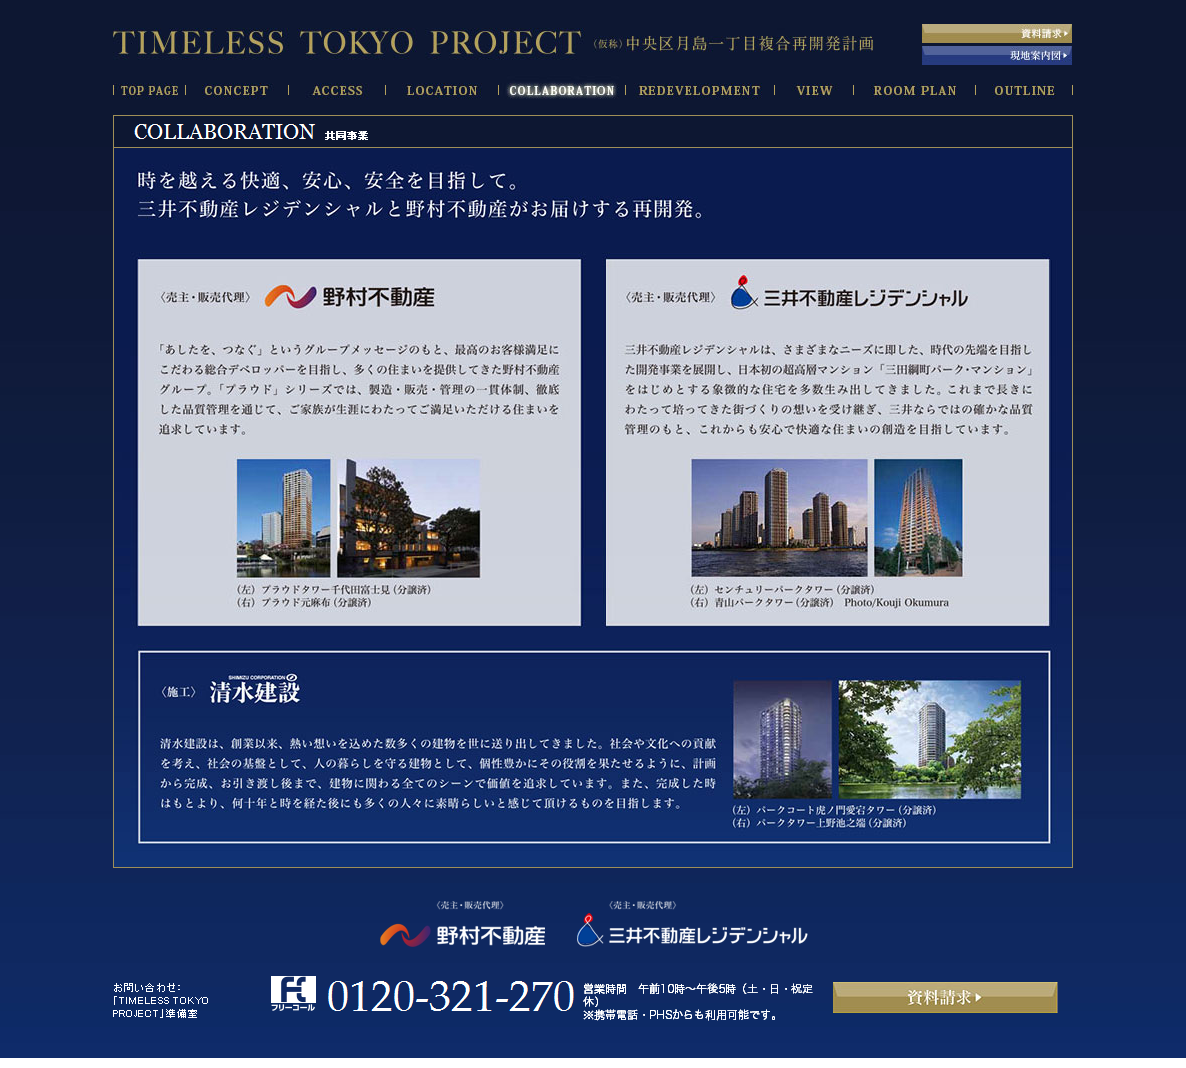 TIMELESS TOKYO PROJECT (仮称)中央区月島一丁目複合再開発計画
資料請求
現地案内図
TOP PAGE CONCEPT ACCESS LOCATION COLLABORATION REDEVELOPMENT VIEW ROOM PLAN OUTLINE
COLLABORATION 共同事業
時を越える快適、安心、安全を目指して。
三井不動産レジデンシャルと野村不動産がお届けする再開発。
〈売主・販売代理〉 野村不動産
「あしたを、つなぐ」というグループメッセージのもと、最高のお客様満足に
こだわる総合デベロッパーを目指し、多くの住まいを提供してきた野村不動産
グループ。「プラウド」シリーズでは、製造・販売・管理の一貫体制、徹底
した品質管理を通じて、ご家族が生涯にわたってご満足いただける住まいを
追求しています。
(左) プラウドタワー千代田富士見(分譲済)
(右) プラウド元麻布(分譲済)
〈売主・販売代理〉 三井不動産レジデンシャル
三井不動産レジデンシャルは、さまざまなニーズに即した、時代の先端を目指し
た開発事業を展開し、日本初の超高層マンション「三田綱町パーク・マンション」
をはじめとする象徴的な住宅を多数生み出してきました。これまで長きに
わたって培ってきた街づくりの想いを受け継ぎ、三井ならではの確かな品質
管理のもと、これからも安心で快適な住まいの創造を目指しています。
(左) センチュリーパークタワー(分譲済)
(右) 青山パークタワー(分譲済) Photo/Kouji Okumura
〈施工〉 SHIMIZU CORPORATION 清水建設
清水建設は、創業以来、熱い想いを込めた数多くの建物を世に送り出してきました。社会や文化への貢献
を考え、社会の基盤として、人の暮らしを守る建物として、個性豊かにその役割を果たせるように、計画
から完成、お引き渡し後まで、建物に関わる全てのシーンで価値を追求しています。また、完成した時
はもとより、何十年と時を経た後にも多くの人々に素晴らしいと感じて頂けるものを目指します。
(左) パークコート虎ノ門愛宕タワー(分譲済)
(右) パークタワー上野池之端(分譲済)
〈売主・販売代理〉 〈売主・販売代理〉
野村不動産 三井不動産レジデンシャル
お問い合わせ:
「TIMELESS TOKYO
PROJECT」準備室
フリーコール
0120-321-270
営業時間 午前10時～午後5時(土・日・祝定
休)
※携帯電話・PHSからも利用可能です。
資料請求